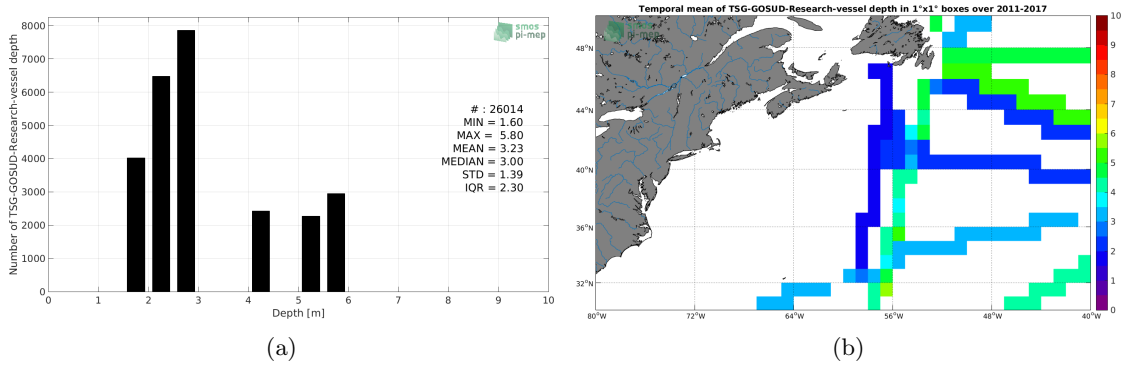 8000
7000
6000
5000
4000
3000
2000
1000
0
Number of TSG-GOSUD-Research-vessel depth
smos
pi-mep
# : 26014
MIN = 1.60
MAX = 5.80
MEAN = 3.23
MEDIAN = 3.00
STD = 1.39
IQR = 2.30
0 1 2 3 4 5 6 7 8 9 10
Depth [m]
(a)
Temporal mean of TSG-GOSUD-Research-vessel depth in 1°x1° boxes over 2011-2017
smos
pi-mep
48°N
44°N
40°N
36°N
32°N
80°W 72°W 64°W 56°W 48°W 40°W
10
9
8
7
6
5
4
3
2
1
0
(b)